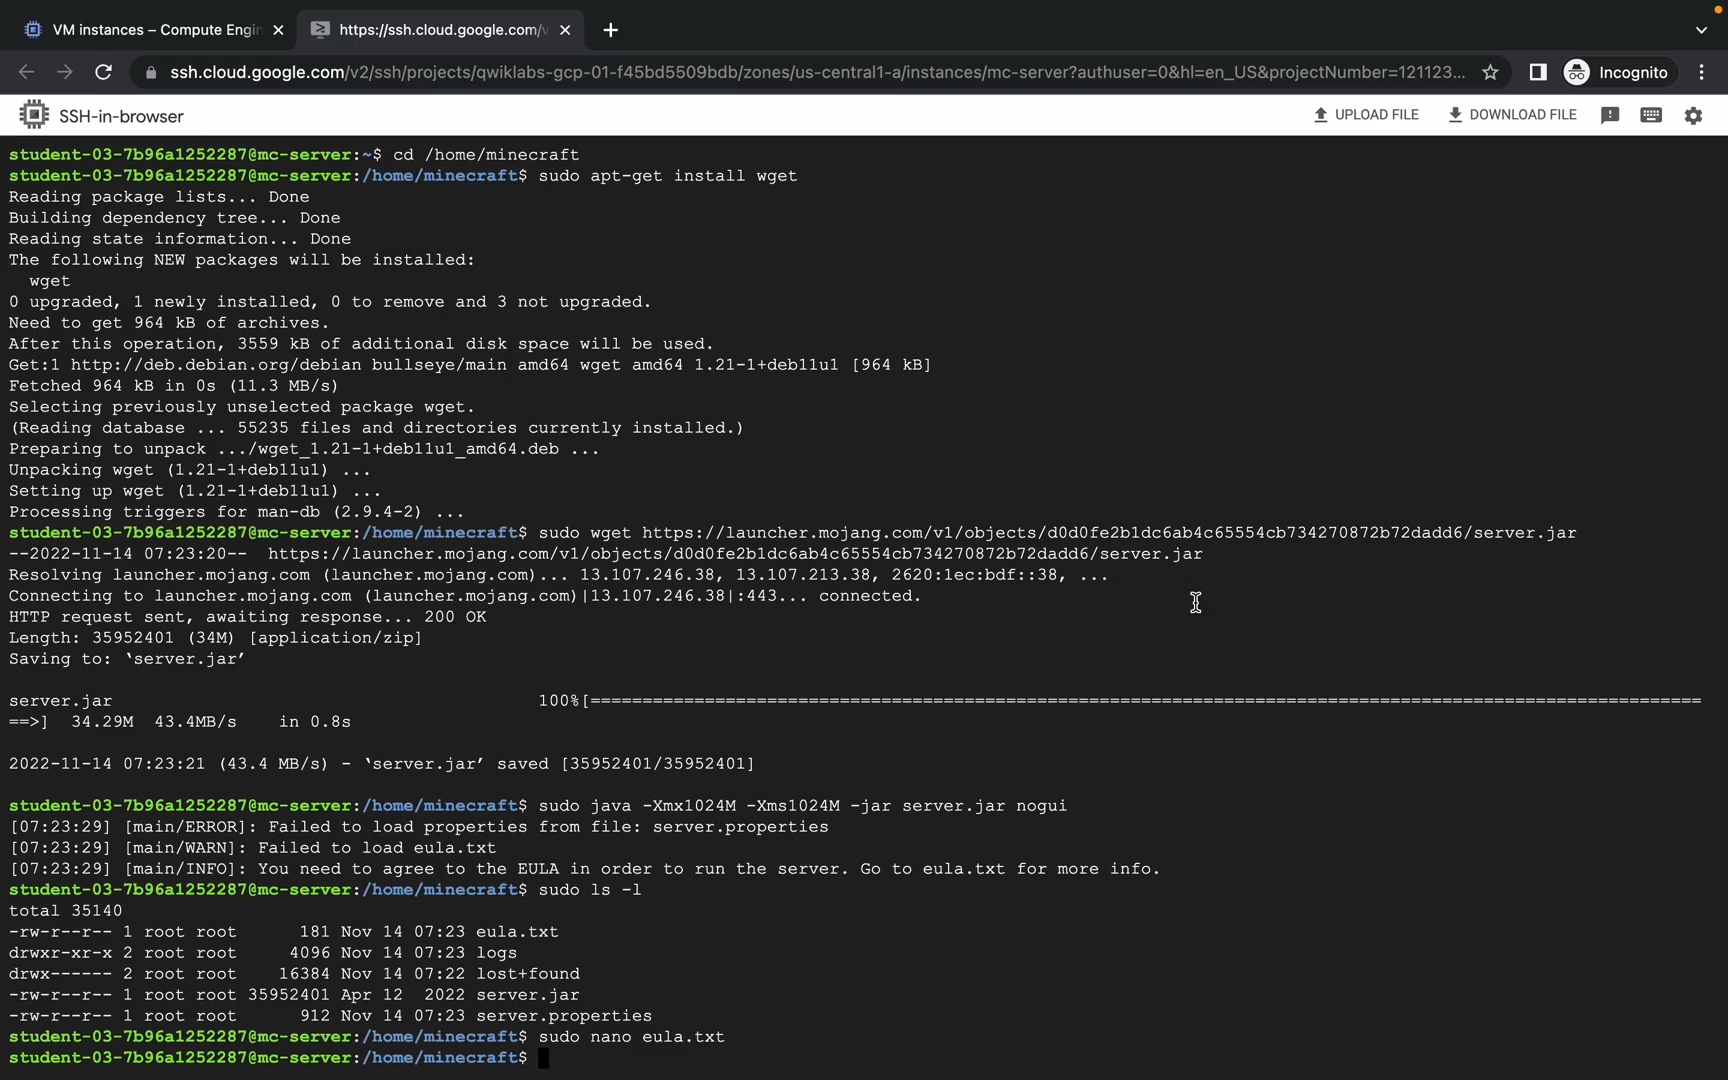 VM instances – Compute Engin
https://ssh.cloud.google.com/v
ssh.cloud.google.com/v2/ssh/projects/qwiklabs-gcp-01-f45bd5509bdb/zones/us-central1-a/instances/mc-server?authuser=0&hl=en_US&projectNumber=121123...
Incognito
SSH-in-browser
UPLOAD FILE
DOWNLOAD FILE
student-03-7b96a1252287@mc-server:~$ cd /home/minecraft
student-03-7b96a1252287@mc-server:/home/minecraft$ sudo apt-get install wget
Reading package lists... Done
Building dependency tree... Done
Reading state information... Done
The following NEW packages will be installed:
  wget
0 upgraded, 1 newly installed, 0 to remove and 3 not upgraded.
Need to get 964 kB of archives.
After this operation, 3559 kB of additional disk space will be used.
Get:1 http://deb.debian.org/debian bullseye/main amd64 wget amd64 1.21-1+deb11u1 [964 kB]
Fetched 964 kB in 0s (11.3 MB/s)
Selecting previously unselected package wget.
(Reading database ... 55235 files and directories currently installed.)
Preparing to unpack .../wget_1.21-1+deb11u1_amd64.deb ...
Unpacking wget (1.21-1+deb11u1) ...
Setting up wget (1.21-1+deb11u1) ...
Processing triggers for man-db (2.9.4-2) ...
student-03-7b96a1252287@mc-server:/home/minecraft$ sudo wget https://launcher.mojang.com/v1/objects/d0d0fe2b1dc6ab4c65554cb734270872b72dadd6/server.jar
--2022-11-14 07:23:20--  https://launcher.mojang.com/v1/objects/d0d0fe2b1dc6ab4c65554cb734270872b72dadd6/server.jar
Resolving launcher.mojang.com (launcher.mojang.com)... 13.107.246.38, 13.107.213.38, 2620:1ec:bdf::38, ...
Connecting to launcher.mojang.com (launcher.mojang.com)|13.107.246.38|:443... connected.
HTTP request sent, awaiting response... 200 OK
Length: 35952401 (34M) [application/zip]
Saving to: ‘server.jar’
server.jar                                         100%[===========================================================================================================
==>]  34.29M  43.4MB/s    in 0.8s
2022-11-14 07:23:21 (43.4 MB/s) - ‘server.jar’ saved [35952401/35952401]
student-03-7b96a1252287@mc-server:/home/minecraft$ sudo java -Xmx1024M -Xms1024M -jar server.jar nogui
[07:23:29] [main/ERROR]: Failed to load properties from file: server.properties
[07:23:29] [main/WARN]: Failed to load eula.txt
[07:23:29] [main/INFO]: You need to agree to the EULA in order to run the server. Go to eula.txt for more info.
student-03-7b96a1252287@mc-server:/home/minecraft$ sudo ls -l
total 35140
-rw-r--r-- 1 root root      181 Nov 14 07:23 eula.txt
drwxr-xr-x 2 root root     4096 Nov 14 07:23 logs
drwx------ 2 root root    16384 Nov 14 07:22 lost+found
-rw-r--r-- 1 root root 35952401 Apr 12  2022 server.jar
-rw-r--r-- 1 root root      912 Nov 14 07:23 server.properties
student-03-7b96a1252287@mc-server:/home/minecraft$ sudo nano eula.txt
student-03-7b96a1252287@mc-server:/home/minecraft$